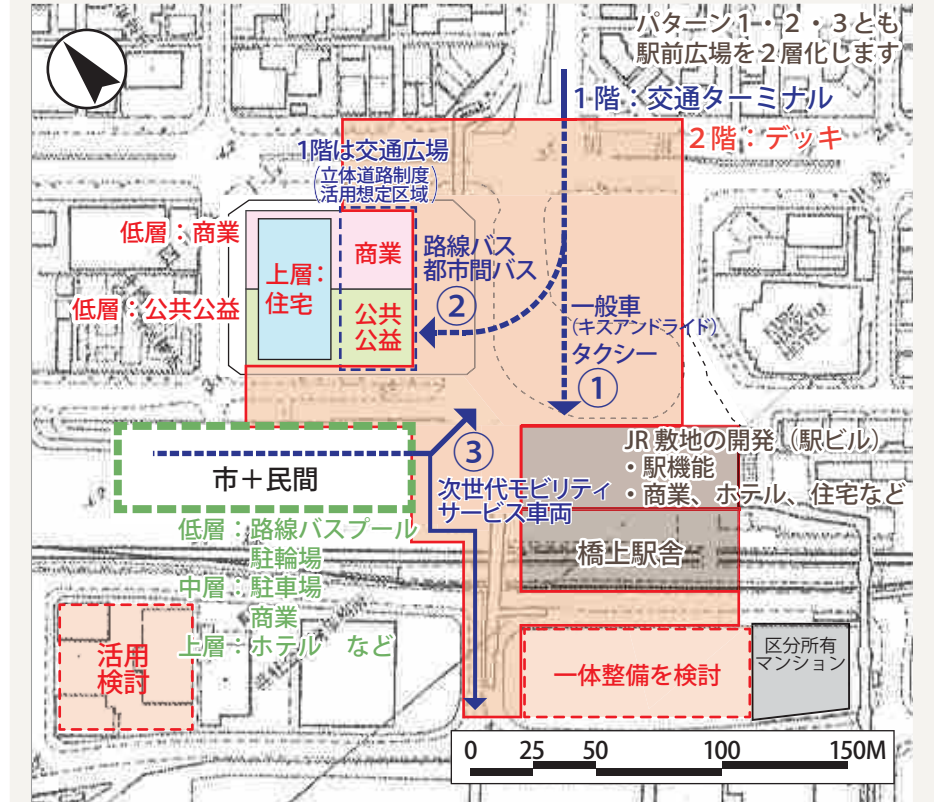 パターン１・２・３とも
駅前広場を２層化します
１階：交通ターミナル
２階：デッキ
1階は交通広場
（立体道路制度
活用想定区域）
低層：商業
商業
上層：
住宅
路線バス
都市間バス
②
低層：公共公益
公共
公益
一般車
（キスアンドライド）
タクシー
①
JR 敷地の開発（駅ビル）
・駅機能
・商業、ホテル、住宅など
③
次世代モビリティ
サービス車両
市＋民間
低層：路線バスプール
駐輪場
中層：駐車場
商業
上層：ホテル　など
橋上駅舎
活用
検討
一体整備を検討
区分所有
マンション
0 25 50 100 150M